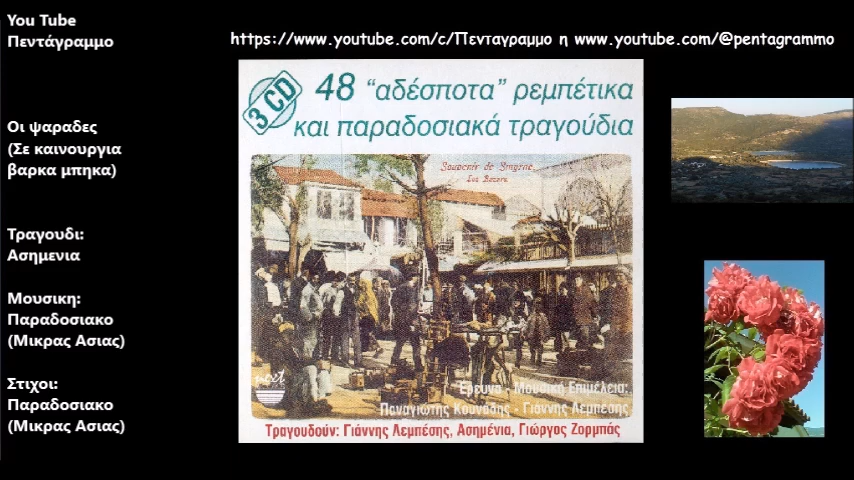 You Tube
Πεντάγραμμο
https://www.youtube.com/c/Πενταγραμμο η www.youtube.com/@pentagrammo
Οι ψαραδες
(Σε καινουργια
βαρκα μπηκα)
Τραγουδι:
Ασημενια
Μουσικη:
Παραδοσιακο
(Μικρας Ασιας)
Στιχοι:
Παραδοσιακο
(Μικρας Ασιας)
3 CD
48 “αδέσποτα” ρεμπέτικα
και παραδοσιακά τραγούδια
Souvenir de Smyrne
Les Bazars
Έρευνα - Μουσική Επιμέλεια:
Παναγιώτης Κουνάδης - Γιάννης Λεμπέσης
Τραγουδούν: Γιάννης Λεμπέσης, Ασημένια, Γιώργος Ζορμπάς